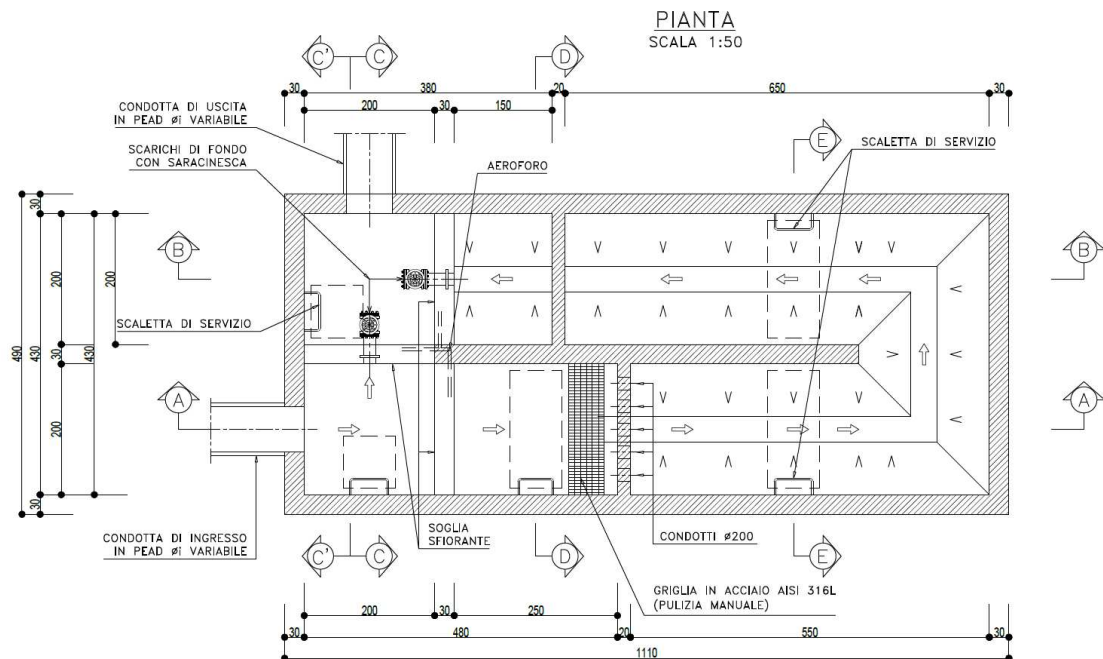 PIANTA
SCALA 1:50
C' C D
30 380 20 650 30
200 30 150
CONDOTTA DI USCITA
IN PEAD øi VARIABILE
SCARICHI DI FONDO
CON SARACINESCA
AEROFORO
E
SCALETTA DI SERVIZIO
30
B
200
200
B
SCALETTA DI SERVIZIO
490
430
30
430
A
200
A
30
CONDOTTA DI INGRESSO
IN PEAD øi VARIABILE
SOGLIA
SFIORANTE
CONDOTTI ø200
C' C D E
GRIGLIA IN ACCIAIO AISI 316L
(PULIZIA MANUALE)
200 30 250
30 480 20 550 30
1110